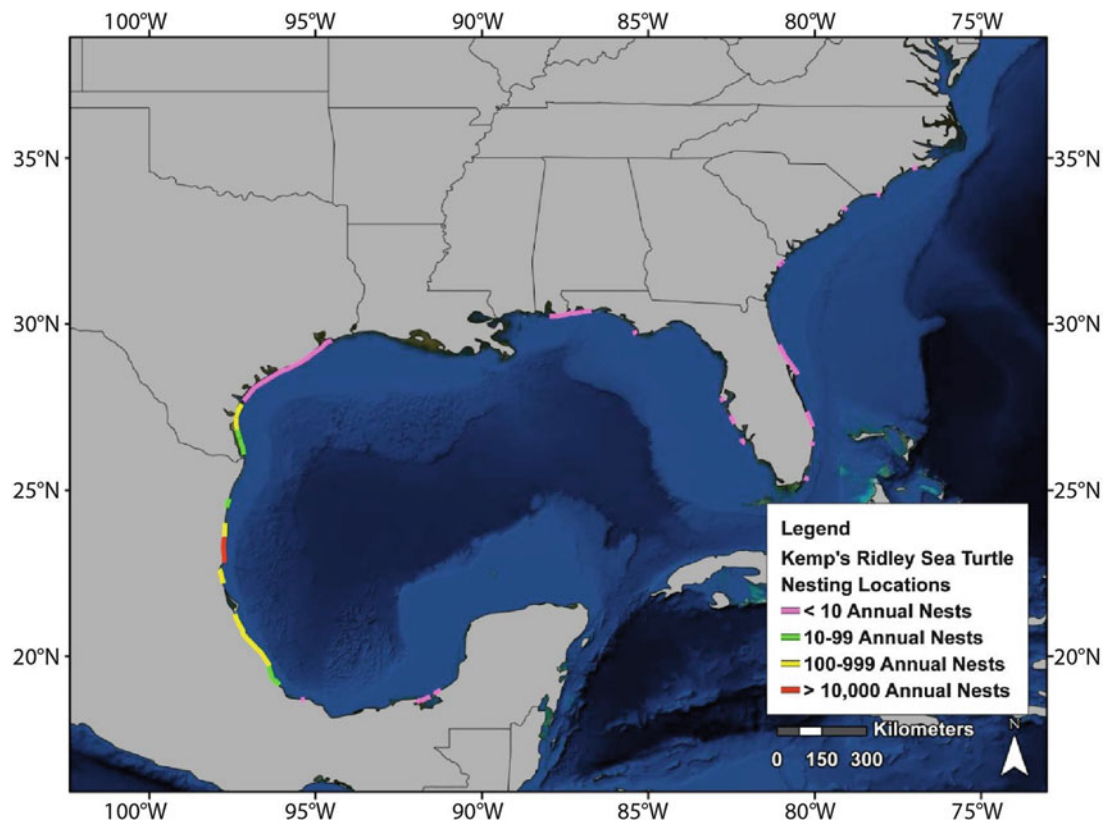 100°W 95°W 90°W 85°W 80°W 75°W
35°N 35°N
30°N 30°N
25°N 25°N
Legend
Kemp's Ridley Sea Turtle
Nesting Locations
< 10 Annual Nests
10-99 Annual Nests
100-999 Annual Nests
> 10,000 Annual Nests
20°N 20°N
Kilometers
0 150 300
N
100°W 95°W 90°W 85°W 80°W 75°W